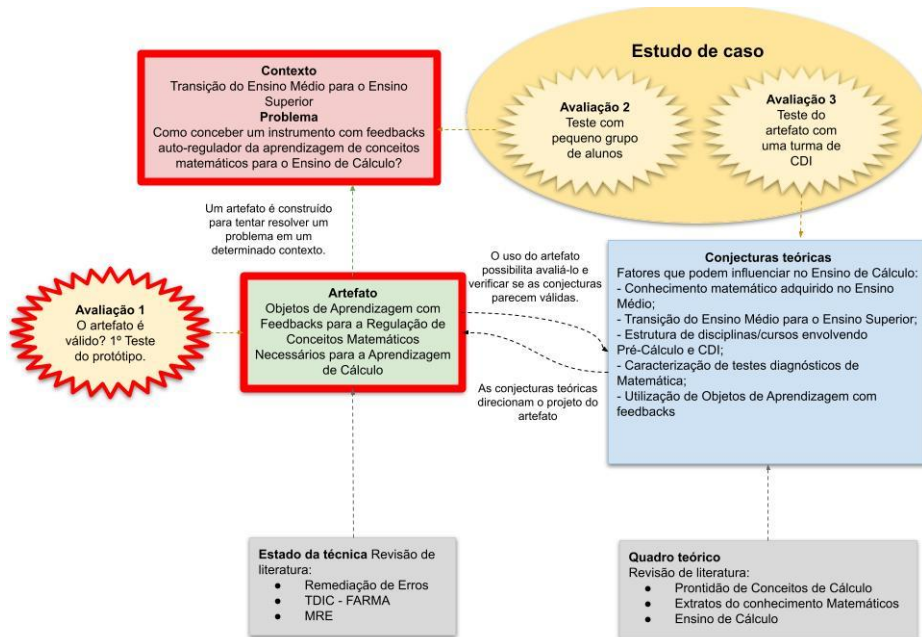 Estudo de caso
Contexto
Transição do Ensino Médio para o Ensino
Superior
Problema
Como conceber um instrumento com feedbacks
auto-regulador da aprendizagem de conceitos
matemáticos para o Ensino de Cálculo?
Avaliação 2
Teste com
pequeno grupo
de alunos
Avaliação 3
Teste do
artefato com
uma turma de
CDI
Um artefato é construído
para tentar resolver um
problema em um
determinado contexto.
O uso do artefato
possibilita avaliá-lo e
verificar se as conjecturas
parecem válidas.
Conjecturas teóricas
Fatores que podem influenciar no Ensino de Cálculo:
- Conhecimento matemático adquirido no Ensino
Médio;
- Transição do Ensino Médio para o Ensino Superior;
- Estrutura de disciplinas/cursos envolvendo
Pré-Cálculo e CDI;
- Caracterização de testes diagnósticos de
Matemática;
- Utilização de Objetos de Aprendizagem com
feedbacks
Avaliação 1
O artefato é
válido? 1º Teste
do protótipo.
Artefato
Objetos de Aprendizagem com
Feedbacks para a Regulação de
Conceitos Matemáticos
Necessários para a Aprendizagem
de Cálculo
As conjecturas teóricas
direcionam o projeto do
artefato
Estado da técnica Revisão de
literatura:
● Remediação de Erros
● TDIC - FARMA
● MRE
Quadro teórico
Revisão de literatura:
● Prontidão de Conceitos de Cálculo
● Extratos do conhecimento Matemáticos
● Ensino de Cálculo